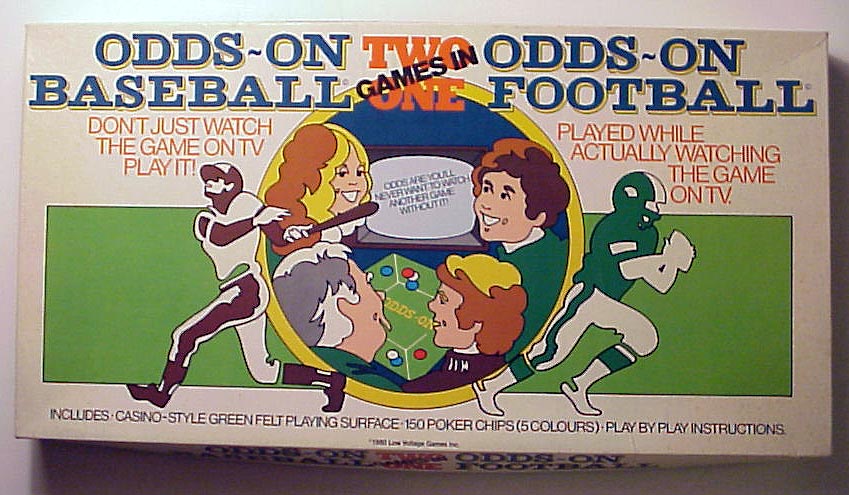 ODDS-ON
BASEBALL©
TWO
GAMES IN
ONE
ODDS-ON
FOOTBALL©
DON'T JUST WATCH
THE GAME ON TV
PLAY IT!
PLAYED WHILE
ACTUALLY WATCHING
THE GAME
ON TV.
ODDS ARE YOU'LL
NEVER WANT TO WATCH
ANOTHER GAME
WITHOUT IT!
ODDS-ON
INCLUDES · CASINO-STYLE GREEN FELT PLAYING SURFACE · 150 POKER CHIPS (5 COLOURS) · PLAY BY PLAY INSTRUCTIONS.
©1980 Low Voltage Games Inc.
ODDS-ON TWO ODDS-ON
BASEBALL ONE FOOTBALL